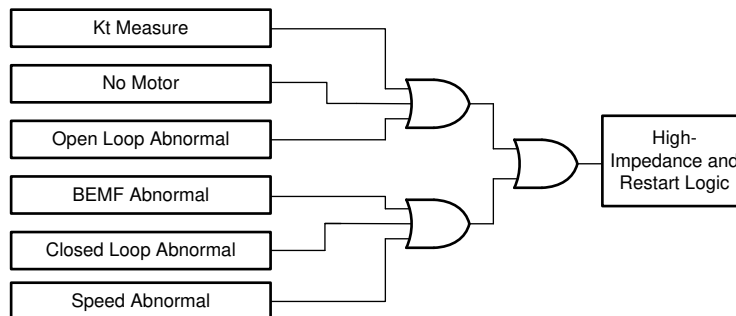 Kt Measure
No Motor
Open Loop Abnormal
BEMF Abnormal
Closed Loop Abnormal
Speed Abnormal
High-
Impedance and
Restart Logic